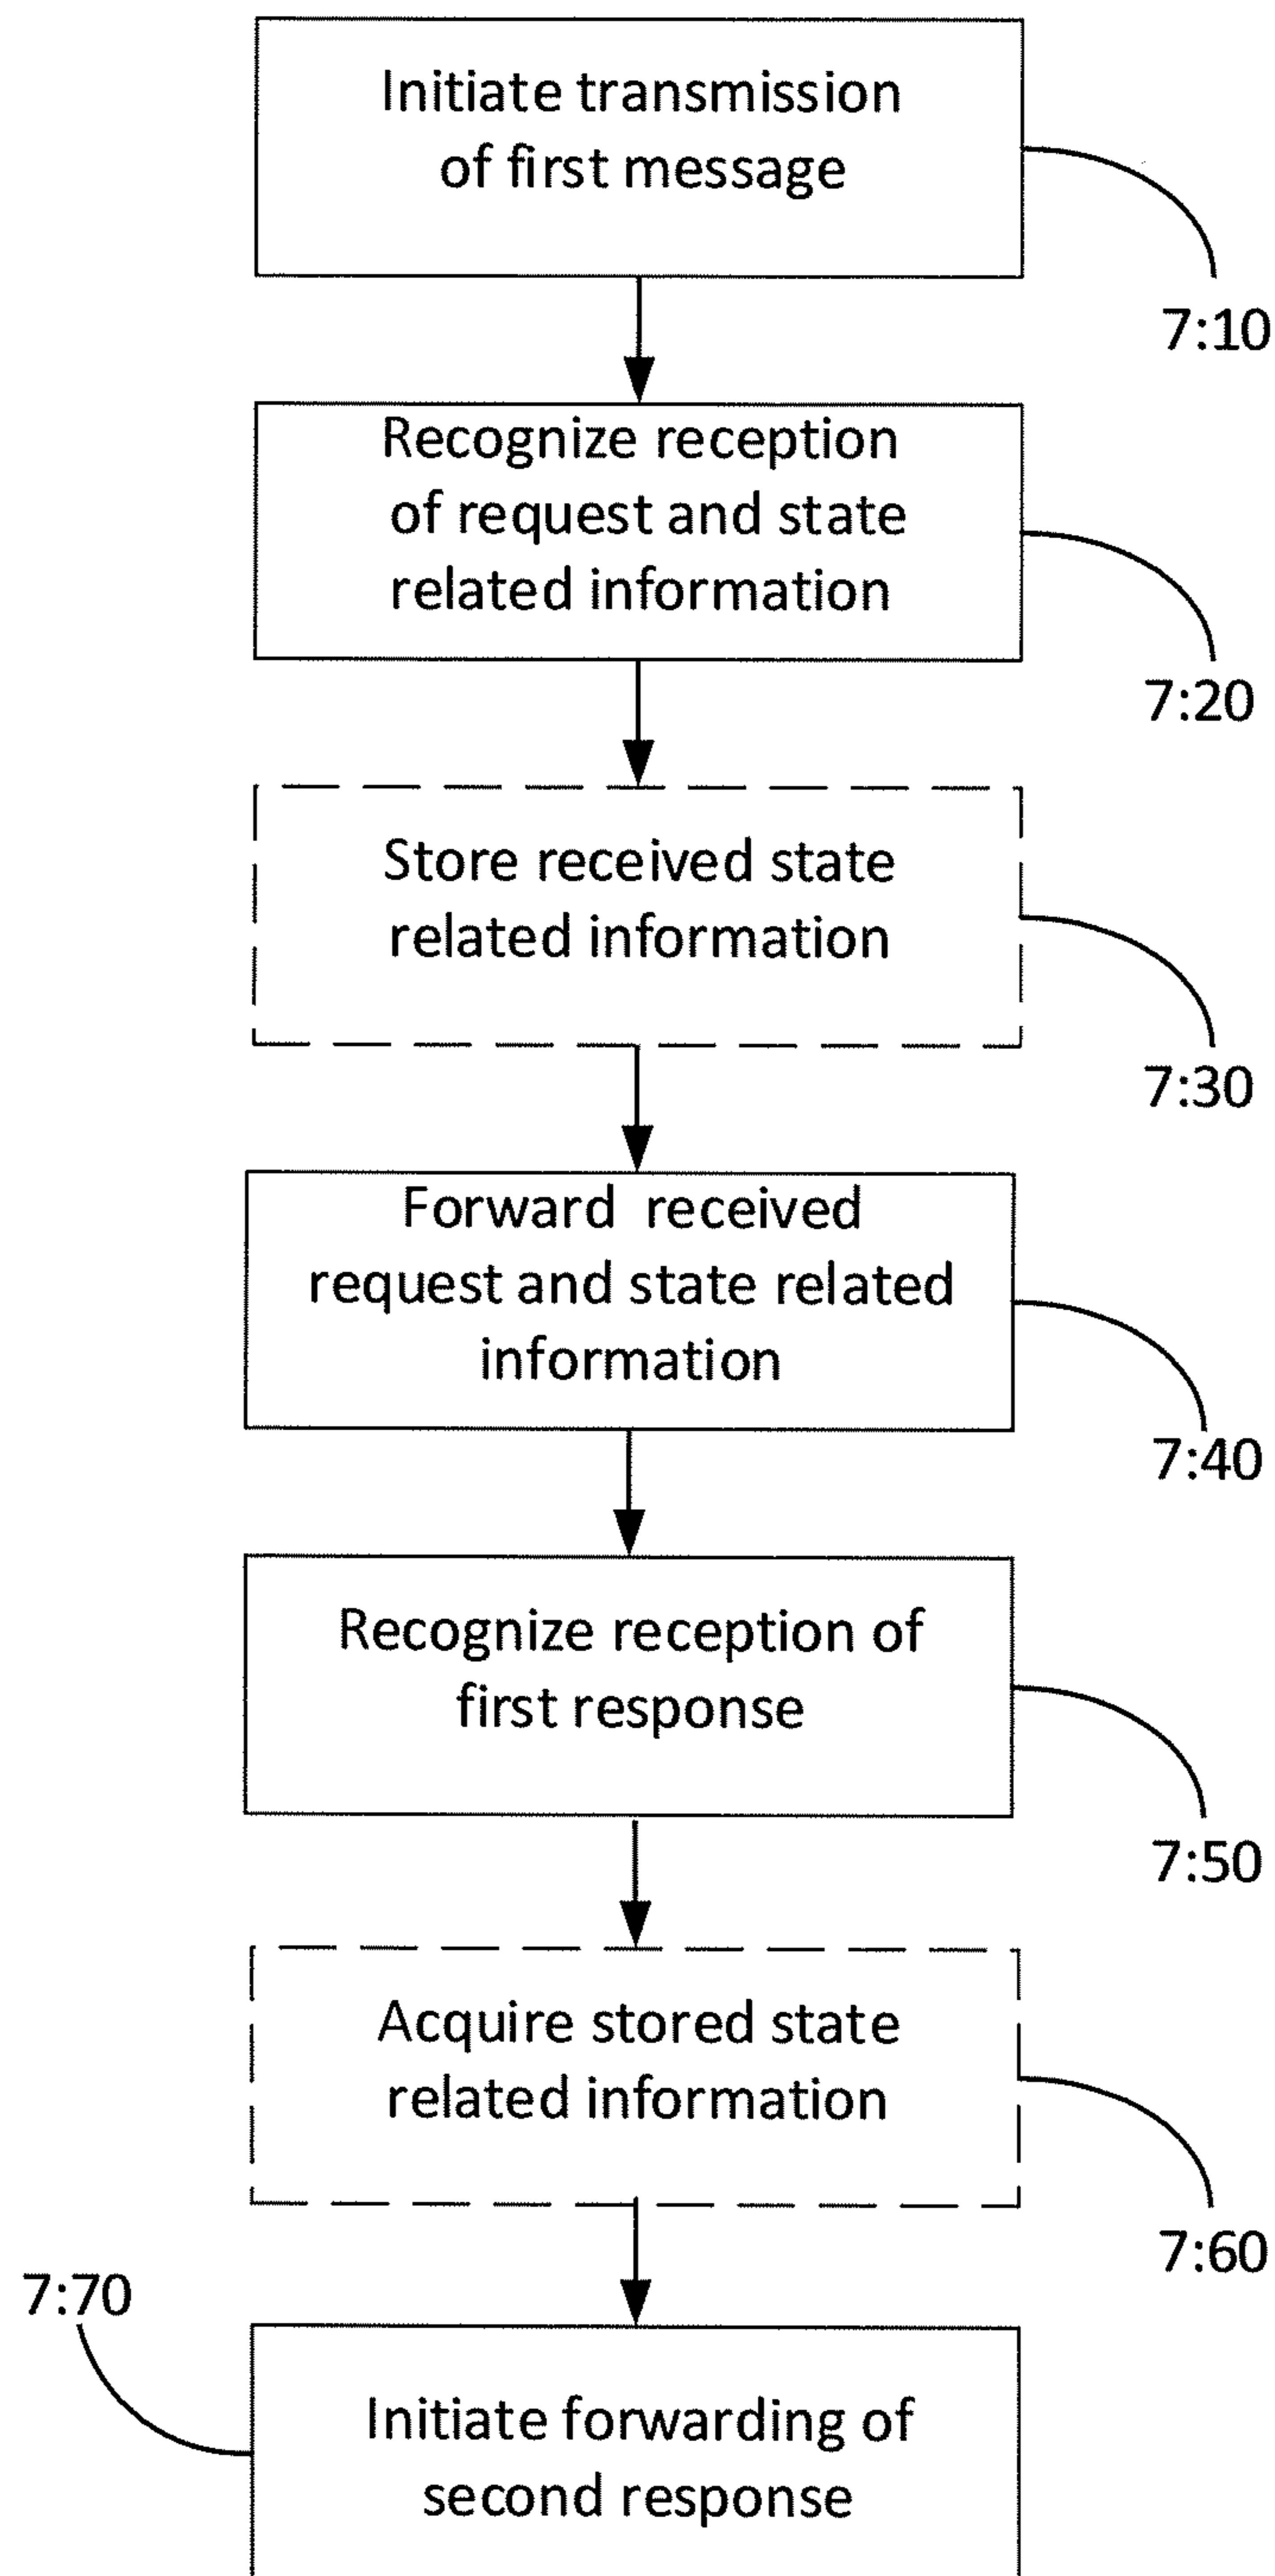 Initiate transmission
of first message
7:10
Recognize reception
of request and state
related information
7:20
Store received state
related information
7:30
Forward received
request and state related
information
7:40
Recognize reception of
first response
7:50
Acquire stored state
related information
7:60
7:70
Initiate forwarding of
second response